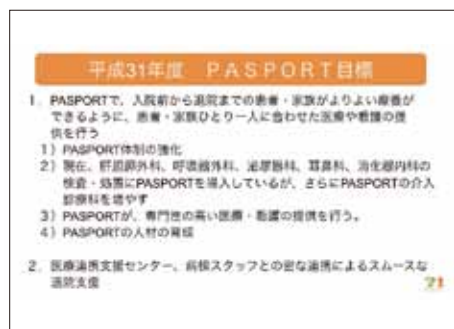 平成31年度 PASPORT目標
1. PASPORTで、入院前から退院までの患者・家族がよりよい療養が
できるように、患者・家族ひとり一人に合わせた医療や看護の提
供を行う
1）PASPORT体制の強化
2）現在、肝胆膵外科、呼吸器外科、泌尿器科、耳鼻科、消化器内科の
検査・処置にPASPORTを導入しているが、さらにPASPORTの介入
診療科を増やす
3）PASPORTが、専門性の高い医療・看護の提供を行う。
4）PASPORTの人材の育成
2. 医療連携支援センター、病棟スタッフとの密な連携によるスムースな
退院支援